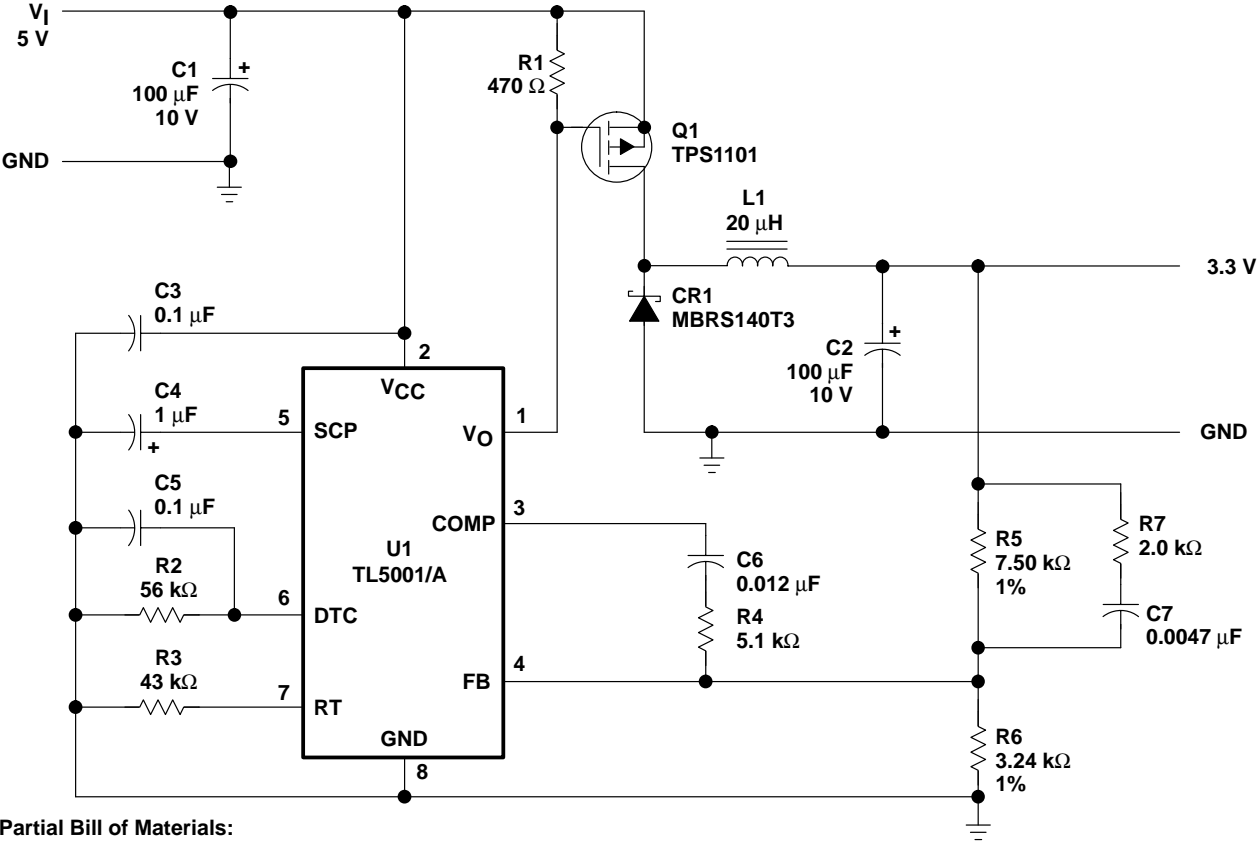 VI
5 V
C1
100 μF
10 V
+
GND
R1
470 Ω
Q1
TPS1101
L1
20 μH
3.3 V
CR1
MBRS140T3
C2
100 μF
10 V
+
GND
C3
0.1 μF
2
VCC
C4
1 μF
+
5
SCP
1
VO
C5
0.1 μF
3
COMP
U1
TL5001/A
R2
56 kΩ
6
DTC
C6
0.012 μF
R4
5.1 kΩ
R5
7.50 kΩ
1%
R7
2.0 kΩ
C7
0.0047 μF
R3
43 kΩ
7
RT
4
FB
GND
8
R6
3.24 kΩ
1%
Partial Bill of Materials: